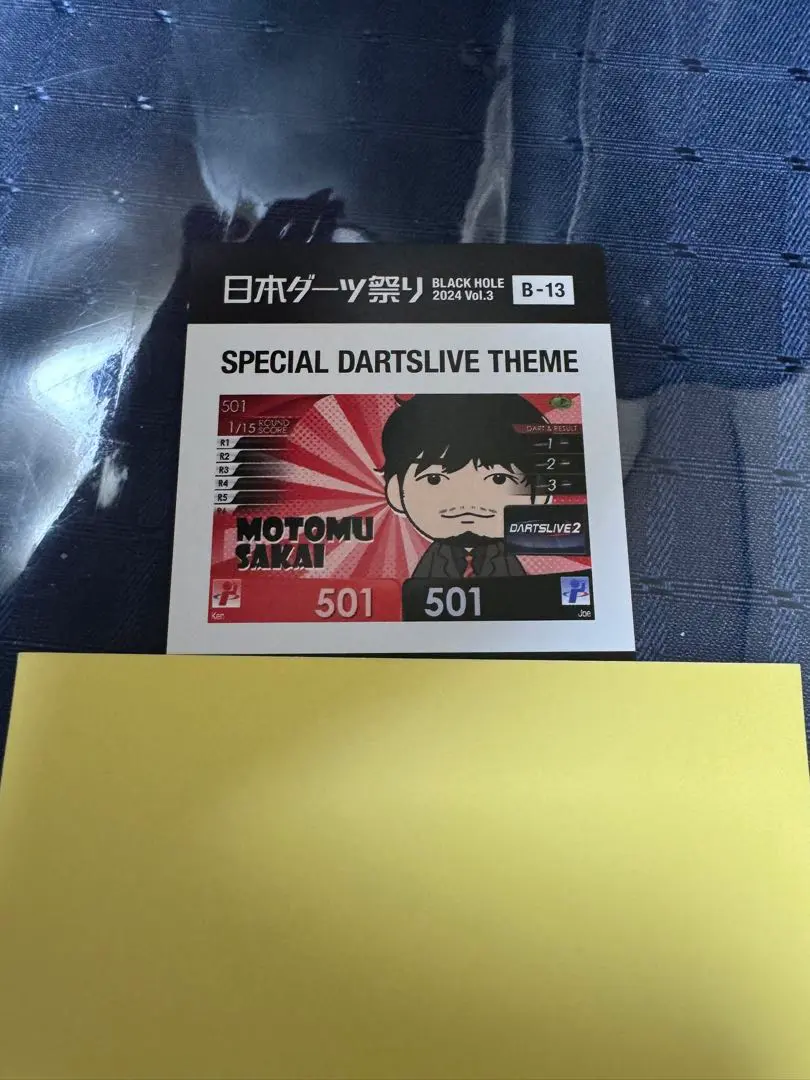 日本ダーツ祭り BLACK HOLE 2024 Vol.3 B-13
SPECIAL DARTSLIVE THEME
501
1/15 ROUND SCORE
DART & RESULT
R1
R2
R3
R4
R5
R6
1
2
3
MOTOMU
SAKAI
DARTSLIVE2
501
501
Ken
Joe